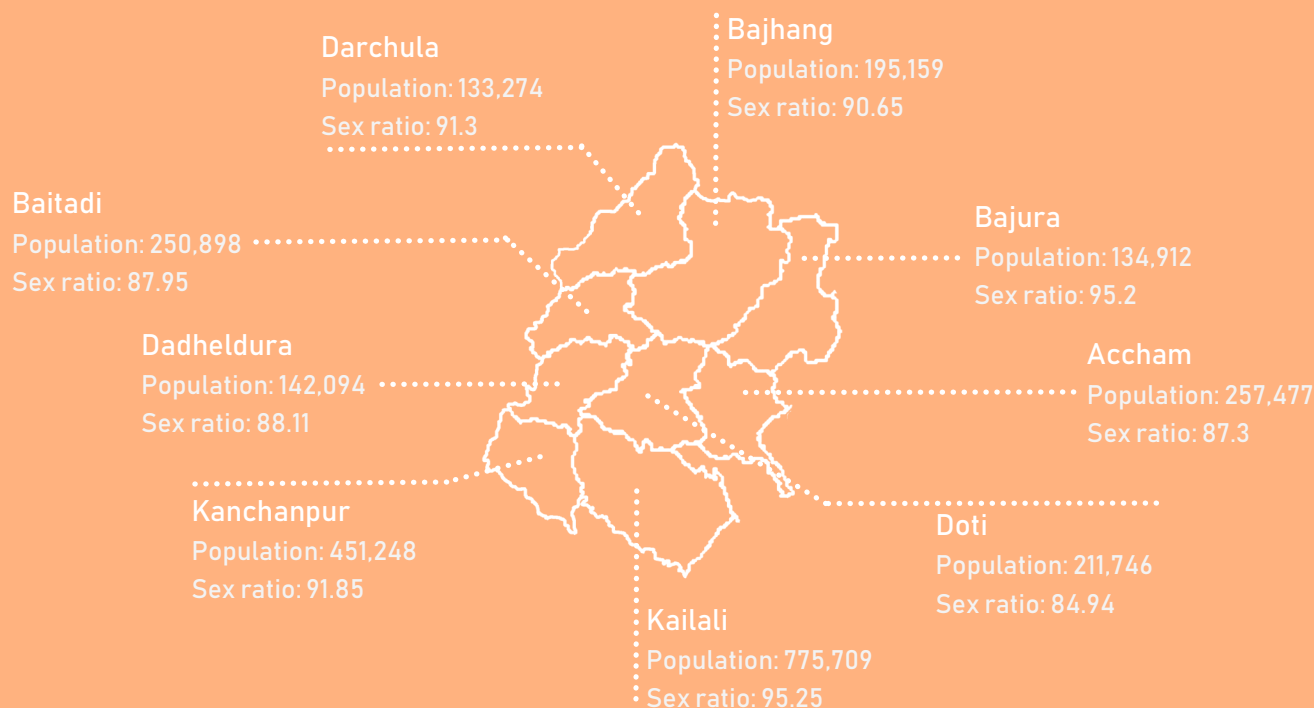 Darchula
Population: 133,274
Sex ratio: 91.3
Bajhang
Population: 195,159
Sex ratio: 90.65
Baitadi
Population: 250,898
Sex ratio: 87.95
Bajura
Population: 134,912
Sex ratio: 95.2
Dadheldura
Population: 142,094
Sex ratio: 88.11
Accham
Population: 257,477
Sex ratio: 87.3
Kanchanpur
Population: 451,248
Sex ratio: 91.85
Doti
Population: 211,746
Sex ratio: 84.94
Kailali
Population: 775,709
Sex ratio: 95.25